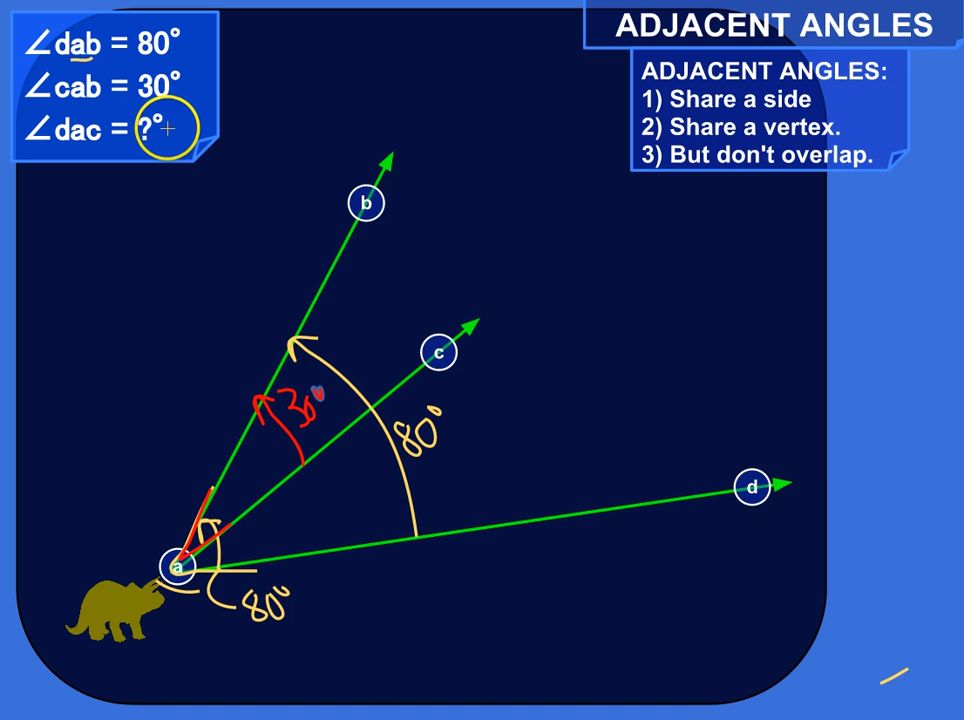 ∠dab = 80°
∠cab = 30°
∠dac = ?°
ADJACENT ANGLES
ADJACENT ANGLES:
1) Share a side
2) Share a vertex.
3) But don't overlap.
b
c
30°
80°
d
a
80°